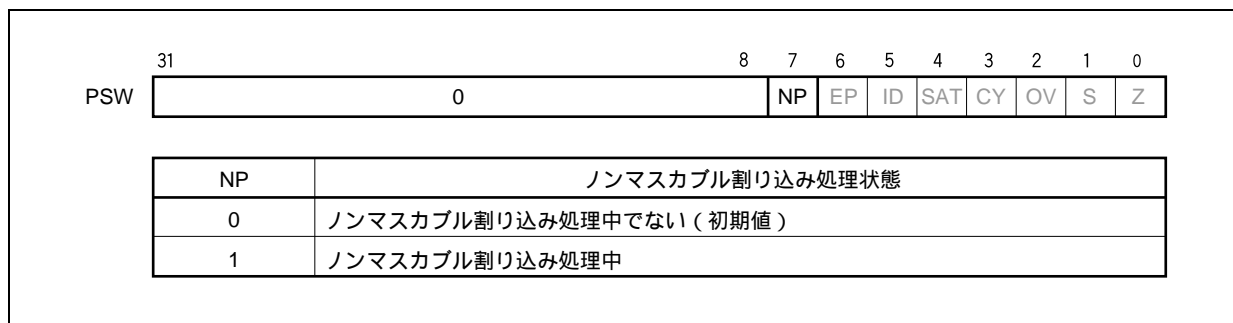 31 8 7 6 5 4 3 2 1 0
PSW 0 NP EP ID SAT CY OV S Z
NP ノンマスカブル割り込み処理状態
0 ノンマスカブル割り込み処理中でない（初期値）
1 ノンマスカブル割り込み処理中